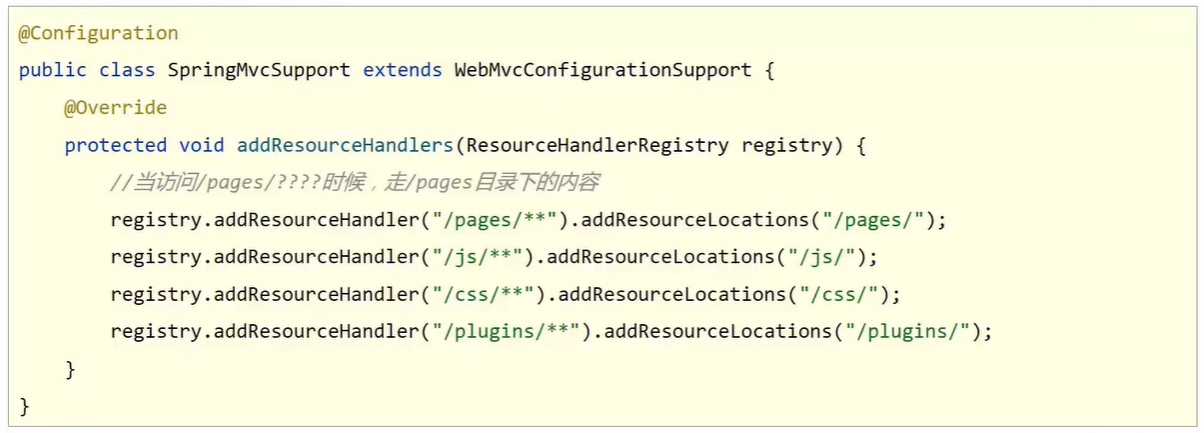 @Configuration
public class SpringMvcSupport extends WebMvcConfigurationSupport {
    @Override
    protected void addResourceHandlers(ResourceHandlerRegistry registry) {
        //当访问/pages/????时候，走/pages目录下的内容
        registry.addResourceHandler("/pages/**").addResourceLocations("/pages/");
        registry.addResourceHandler("/js/**").addResourceLocations("/js/");
        registry.addResourceHandler("/css/**").addResourceLocations("/css/");
        registry.addResourceHandler("/plugins/**").addResourceLocations("/plugins/");
    }
}